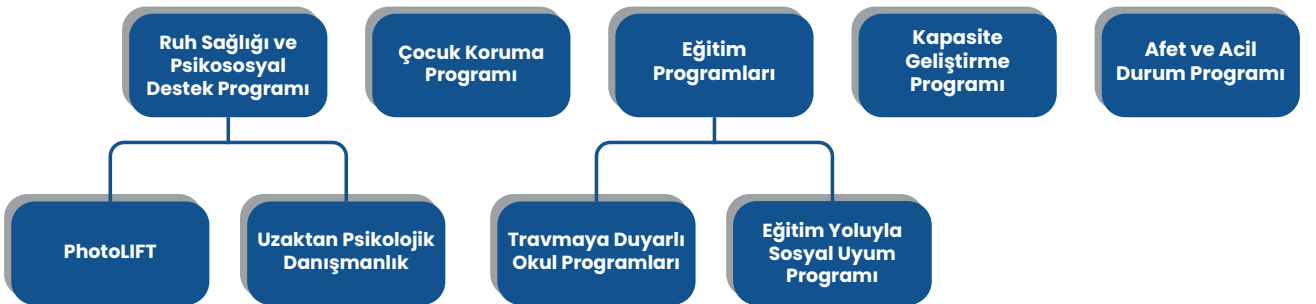 Ruh Sağlığı ve
Psikososyal
Destek Programı
Çocuk Koruma
Programı
Eğitim
Programları
Kapasite
Geliştirme
Programı
Afet ve Acil
Durum Programı
PhotoLIFT
Uzaktan Psikolojik
Danışmanlık
Travmaya Duyarlı
Okul Programları
Eğitim Yoluyla
Sosyal Uyum
Programı